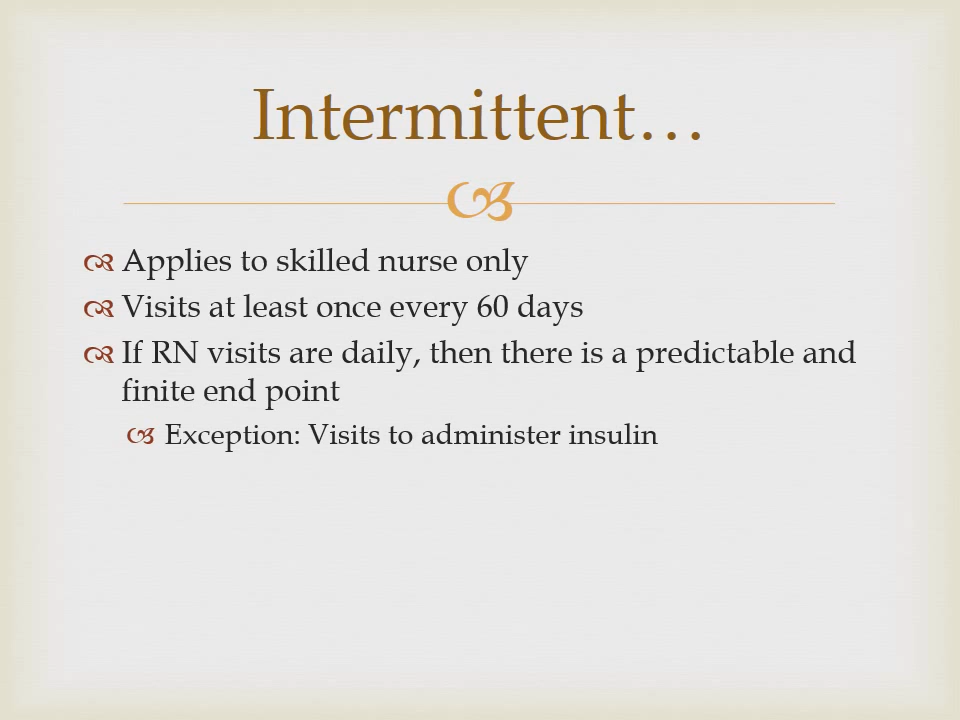 Intermittent…
Applies to skilled nurse only
Visits at least once every 60 days
If RN visits are daily, then there is a predictable and
finite end point
Exception: Visits to administer insulin